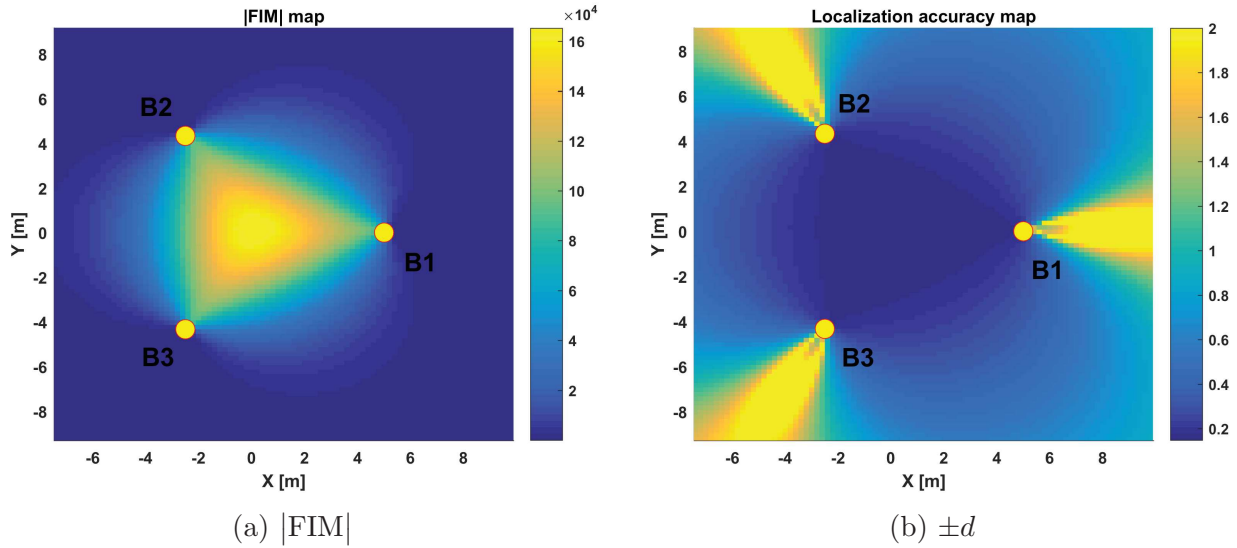 |FIM| map
×10⁴
8
6
4
2
0
-2
-4
-6
-8
Y [m]
B2
B1
B3
-6 -4 -2 0 2 4 6 8
X [m]
16
14
12
10
8
6
4
2
(a) |FIM|
Localization accuracy map
8
6
4
2
0
-2
-4
-6
-8
Y [m]
B2
B1
B3
-6 -4 -2 0 2 4 6 8
X [m]
2
1.8
1.6
1.4
1.2
1
0.8
0.6
0.4
0.2
(b) ±d